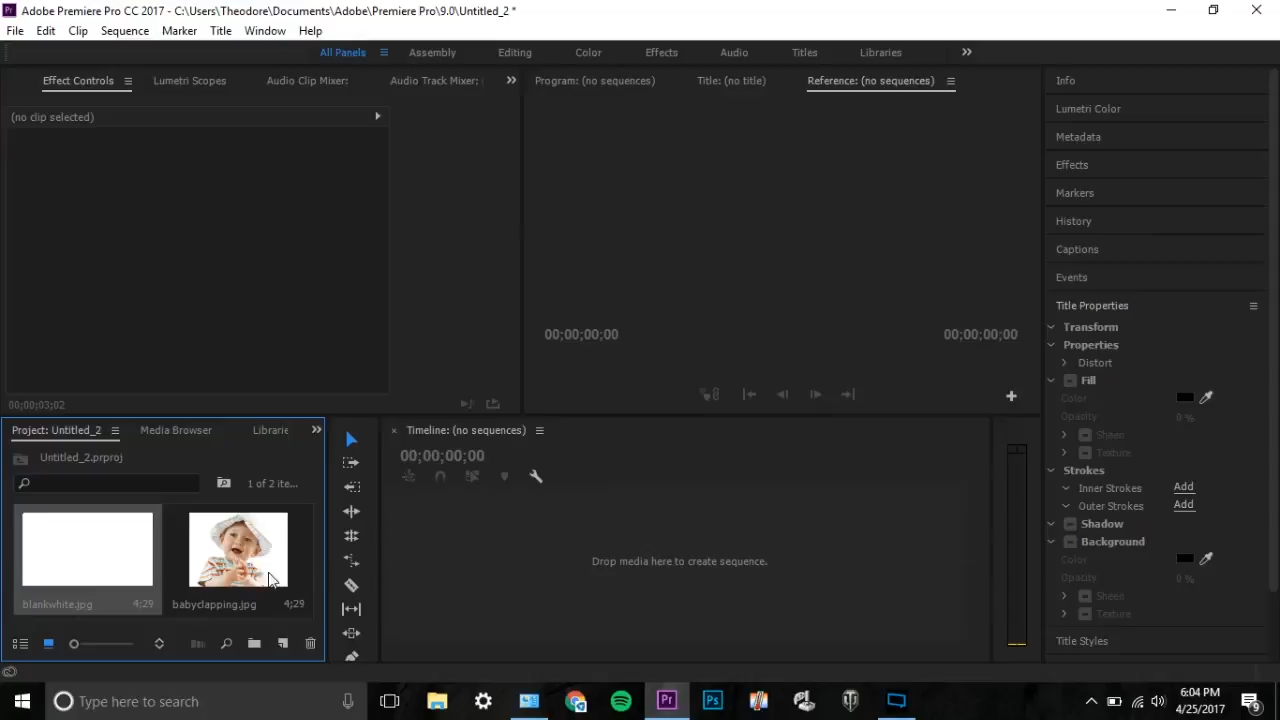 Pr Adobe Premiere Pro CC 2017 - C:\Users\Theodore\Documents\Adobe\Premiere Pro\9.0\Untitled_2 *
File Edit Clip Sequence Marker Title Window Help
All Panels Assembly Editing Color Effects Audio Titles Libraries
Effect Controls Lumetri Scopes Audio Clip Mixer: Audio Track Mixer: Program: (no sequences) Title: (no title) Reference: (no sequences) Info
(no clip selected) Lumetri Color
Metadata
Effects
Markers
History
Captions
Events
Title Properties
Transform
00;00;00;00 00;00;00;00
Properties
Distort
Fill
Color
00;00;03;02
Opacity 0 %
Project: Untitled_2 Media Browser Librarie Timeline: (no sequences) Sheen
Texture
Untitled_2.prproj 00;00;00;00
Strokes
1 of 2 ite... Inner Strokes Add
Outer Strokes Add
Shadow
Background
Drop media here to create sequence. Color
Opacity 0 %
Sheen
blankwhite.jpg 4;29 babyclapping.jpg 4;29
Texture
Title Styles
Type here to search Pr Ps 6:04 PM
4/25/2017 9